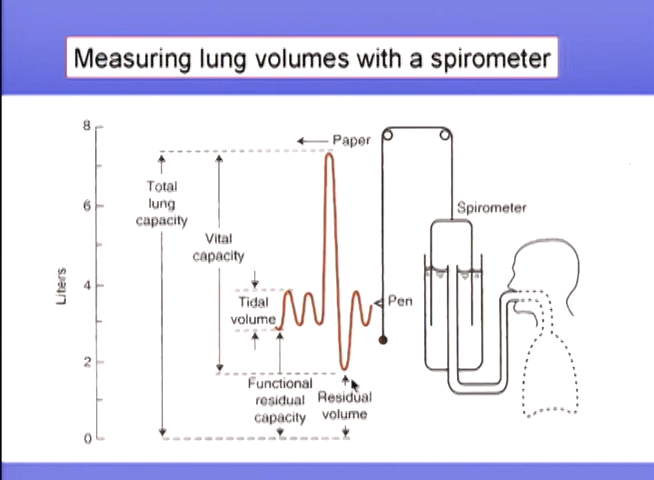 Measuring lung volumes with a spirometer
8
6
4
2
0
Liters
Total
lung
capacity
Vital
capacity
Tidal
volume
Functional
residual
capacity
Residual
volume
Paper
Pen
Spirometer